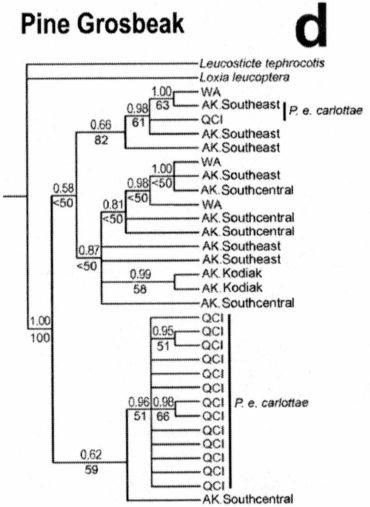 Pine Grosbeak d
Leucosticte tephrocotis
Loxia leucoptera
1.00 WA
0.98 63 AK.Southeast P. e. carlottae
0.66 61 QCI
82 AK.Southeast
AK.Southeast
1.00 WA
0.58 0.98 <50 AK.Southeast
<50 <50 AK.Southcentral
0.81 WA
<50 AK.Southcentral
AK.Southcentral
0.87 AK.Southeast
<50 AK.Southeast
0.99 AK.Kodiak
58 AK.Kodiak
AK.Southcentral
1.00 QCI
100 0.95 QCI
51 QCI
QCI
QCI
QCI
0.96 0.98 QCI P. e. carlottae
51 66 QCI
QCI
QCI
0.62 QCI
59 QCI
QCI
AK.Southcentral